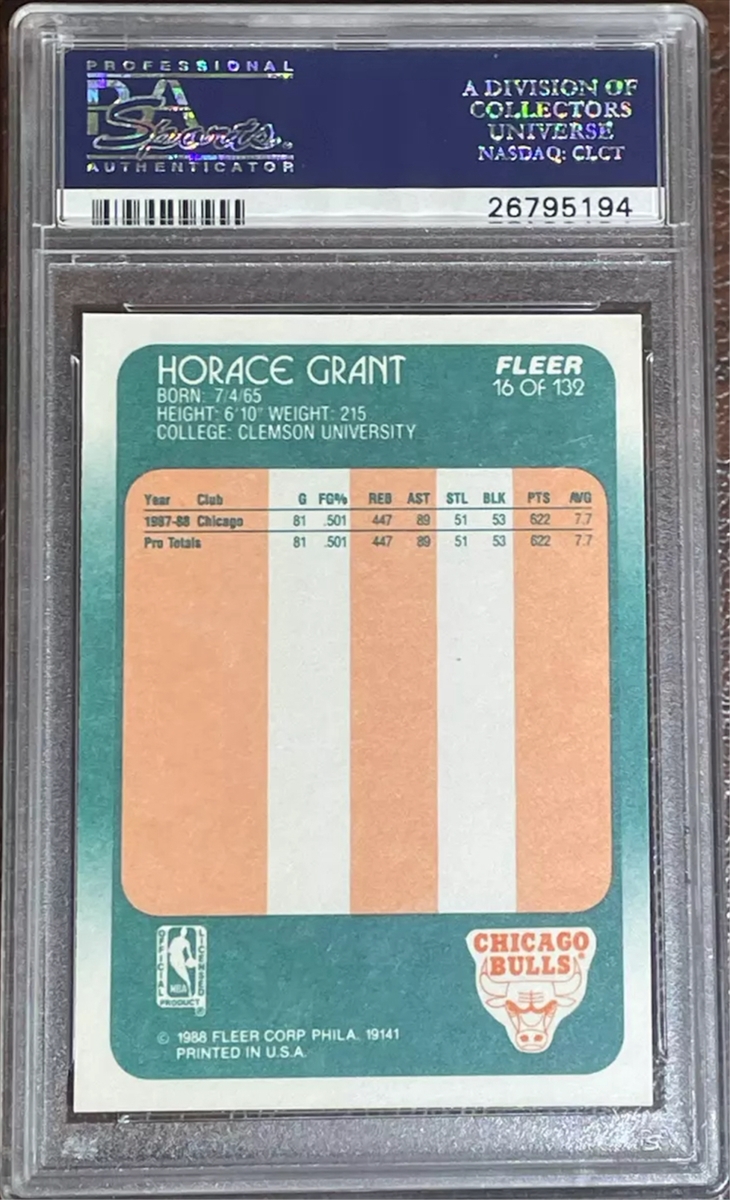 PROFESSIONAL
PSA
Sports
AUTHENTICATOR
A DIVISION OF
COLLECTORS
UNIVERSE
NASDAQ: CLCT
26795194
HORACE GRANT
FLEER
16 OF 132
BORN: 7/4/65
HEIGHT: 6'10" WEIGHT: 215
COLLEGE: CLEMSON UNIVERSITY
Year Club G FG% REB AST STL BLK PTS AVG
1987-88 Chicago 81 .501 447 89 51 53 622 7.7
Pro Totals 81 .501 447 89 51 53 622 7.7
OFFICIAL
LICENSED
NBA
PRODUCT
®
CHICAGO
BULLS®
© 1988 FLEER CORP PHILA. 19141
PRINTED IN U.S.A.